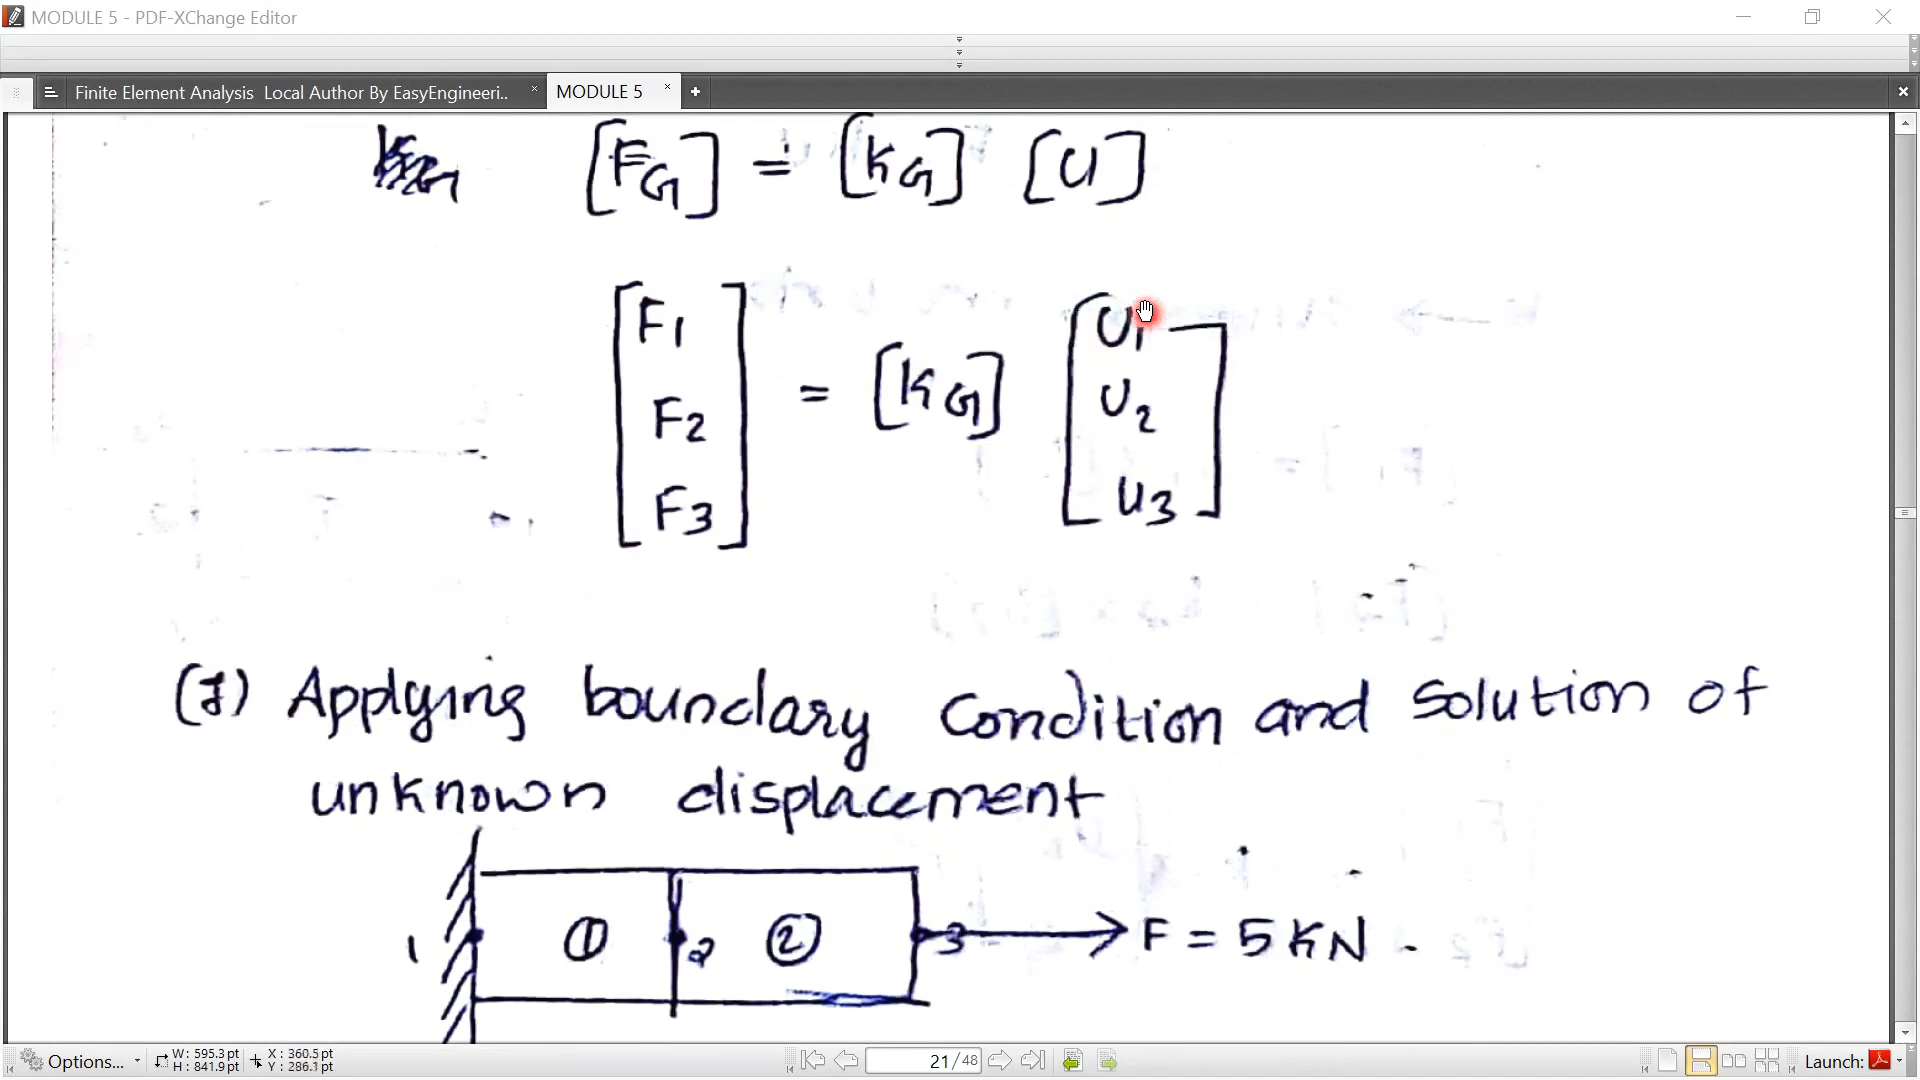 MODULE 5 - PDF-XChange Editor
Finite Element Analysis Local Author By EasyEngineeri..
MODULE 5
[FG] = [KG] [U]
[F1 F2 F3] = [KG] [U1 U2 U3]
(7) Applying boundary condition and solution of
unknown displacement
1 ① 2 ② 3 F = 5 KN
Options... W: 595.3 pt H: 841.9 pt X: 360.5 pt Y: 286.1 pt 21 / 48 Launch: